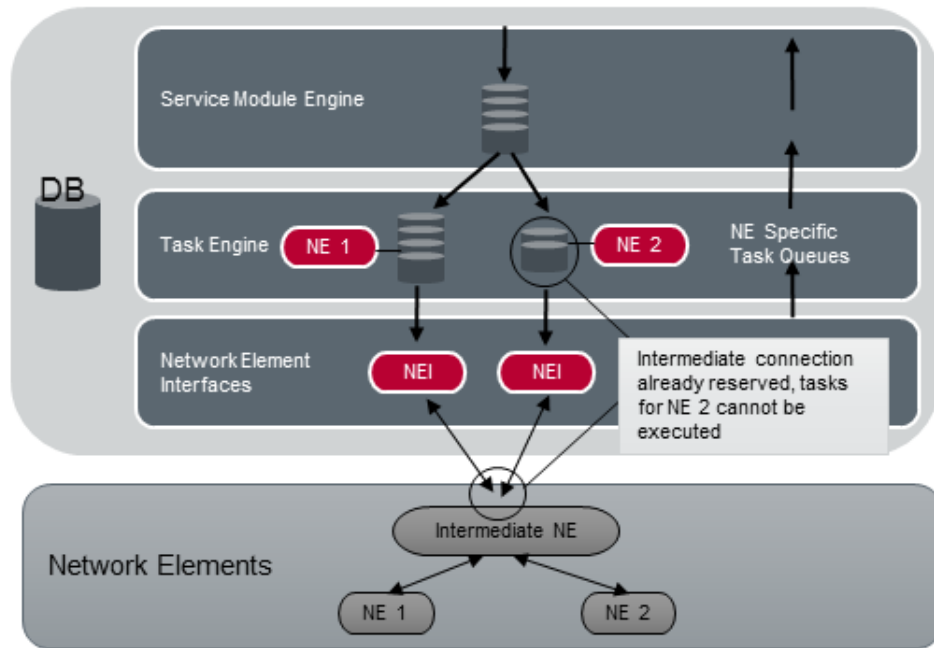 Service Module Engine
DB
Task Engine
NE 1
NE 2
NE Specific
Task Queues
Network Element
Interfaces
NEI
NEI
Intermediate connection
already reserved, tasks
for NE 2 cannot be
executed
Intermediate NE
Network Elements
NE 1
NE 2